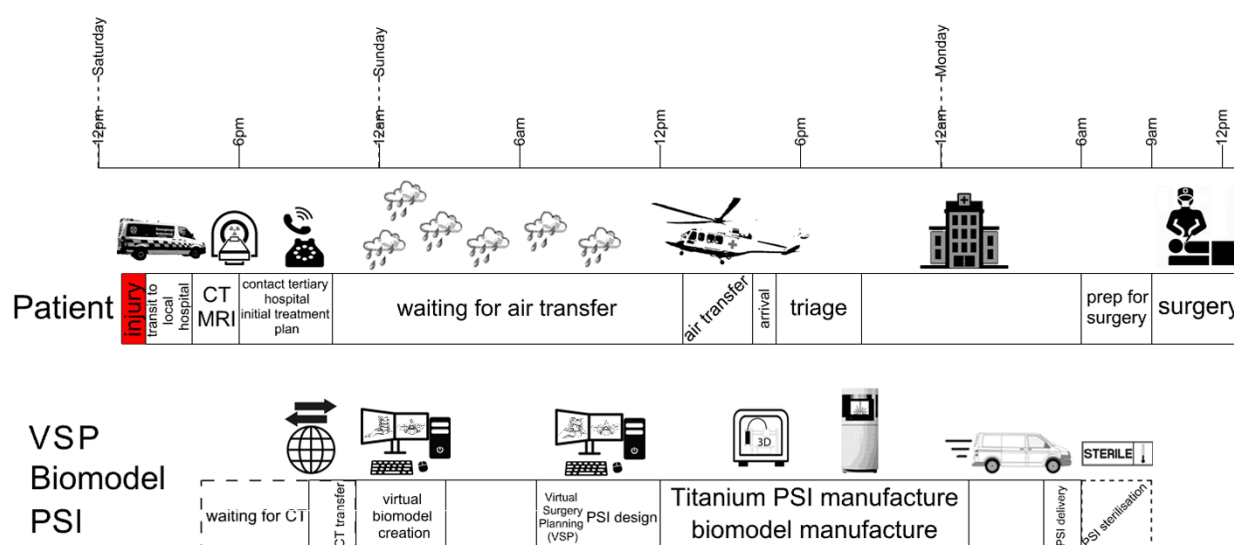 Saturday
Sunday
Monday
12pm
6pm
12am
6am
12pm
6pm
12am
6am
9am
12pm
Patient
injury
transit to
local
hospital
CT
MRI
contact tertiary
hospital
initial treatment
plan
waiting for air transfer
air transfer
arrival
triage
prep for
surgery
surgery
VSP
Biomodel
PSI
3D
STERILE
waiting for CT
CT transfer
virtual
biomodel
creation
Virtual
Surgery
Planning
(VSP)
PSI design
Titanium PSI manufacture
biomodel manufacture
PSI delivery
PSI sterilisation